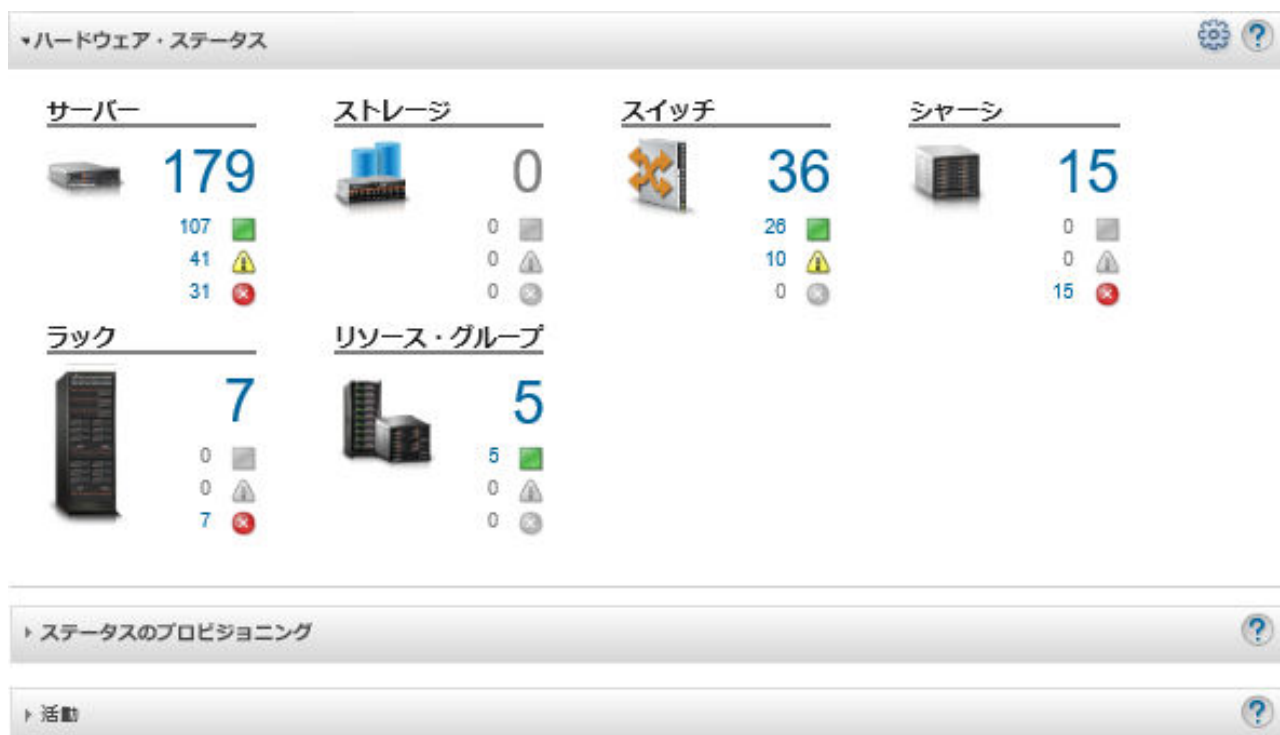 ハードウェア・ステータス
サーバー
179
107
41
31
ストレージ
0
0
0
0
スイッチ
36
26
10
0
シャーシ
15
0
0
15
ラック
7
0
0
7
リソース・グループ
5
5
0
0
ステータスのプロビジョニング
活動